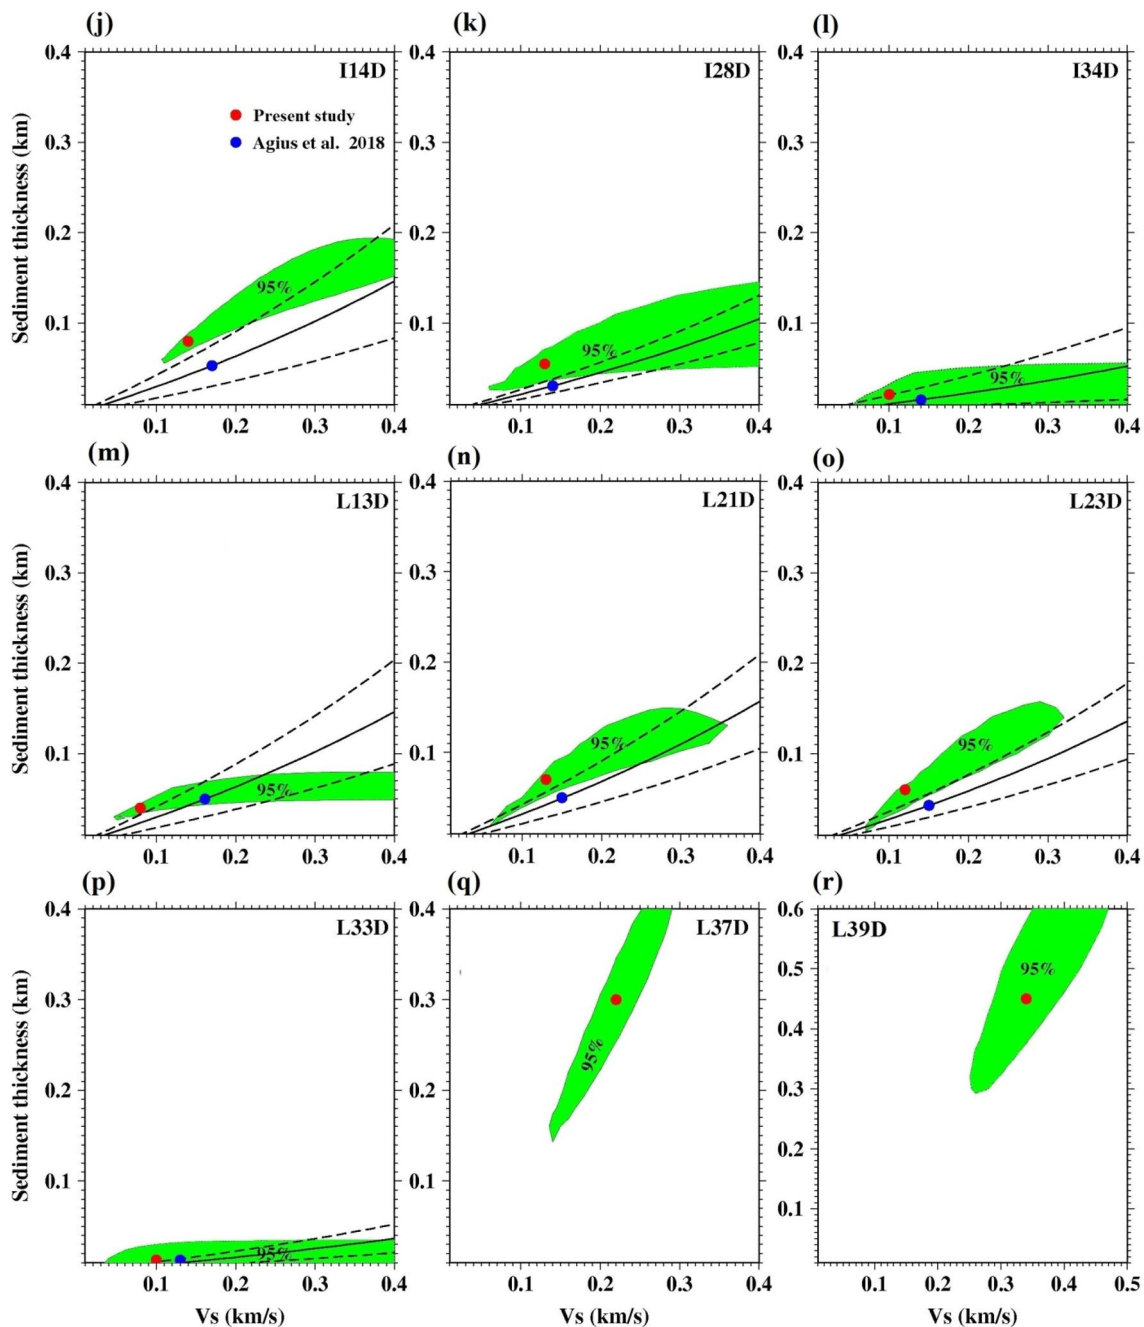 (j) (k) (l)
I14D I28D I34D
Present study
Agius et al. 2018
Sediment thickness (km)
0.4 0.4 0.4
0.3 0.3 0.3
0.2 0.2 0.2
0.1 0.1 0.1
95% 95% 95%
0.1 0.2 0.3 0.4 0.1 0.2 0.3 0.4 0.1 0.2 0.3 0.4
(m) (n) (o)
L13D L21D L23D
Sediment thickness (km)
0.4 0.4 0.4
0.3 0.3 0.3
0.2 0.2 0.2
0.1 0.1 0.1
95% 95% 95%
0.1 0.2 0.3 0.4 0.1 0.2 0.3 0.4 0.1 0.2 0.3 0.4
(p) (q) (r)
L33D L37D L39D
Sediment thickness (km)
0.4 0.4 0.6
0.3 0.3 0.5
0.2 0.2 0.4
0.1 0.1 0.3
0.2
0.1
95% 95% 95%
0.1 0.2 0.3 0.4 0.1 0.2 0.3 0.4 0.1 0.2 0.3 0.4 0.5
Vs (km/s) Vs (km/s) Vs (km/s)